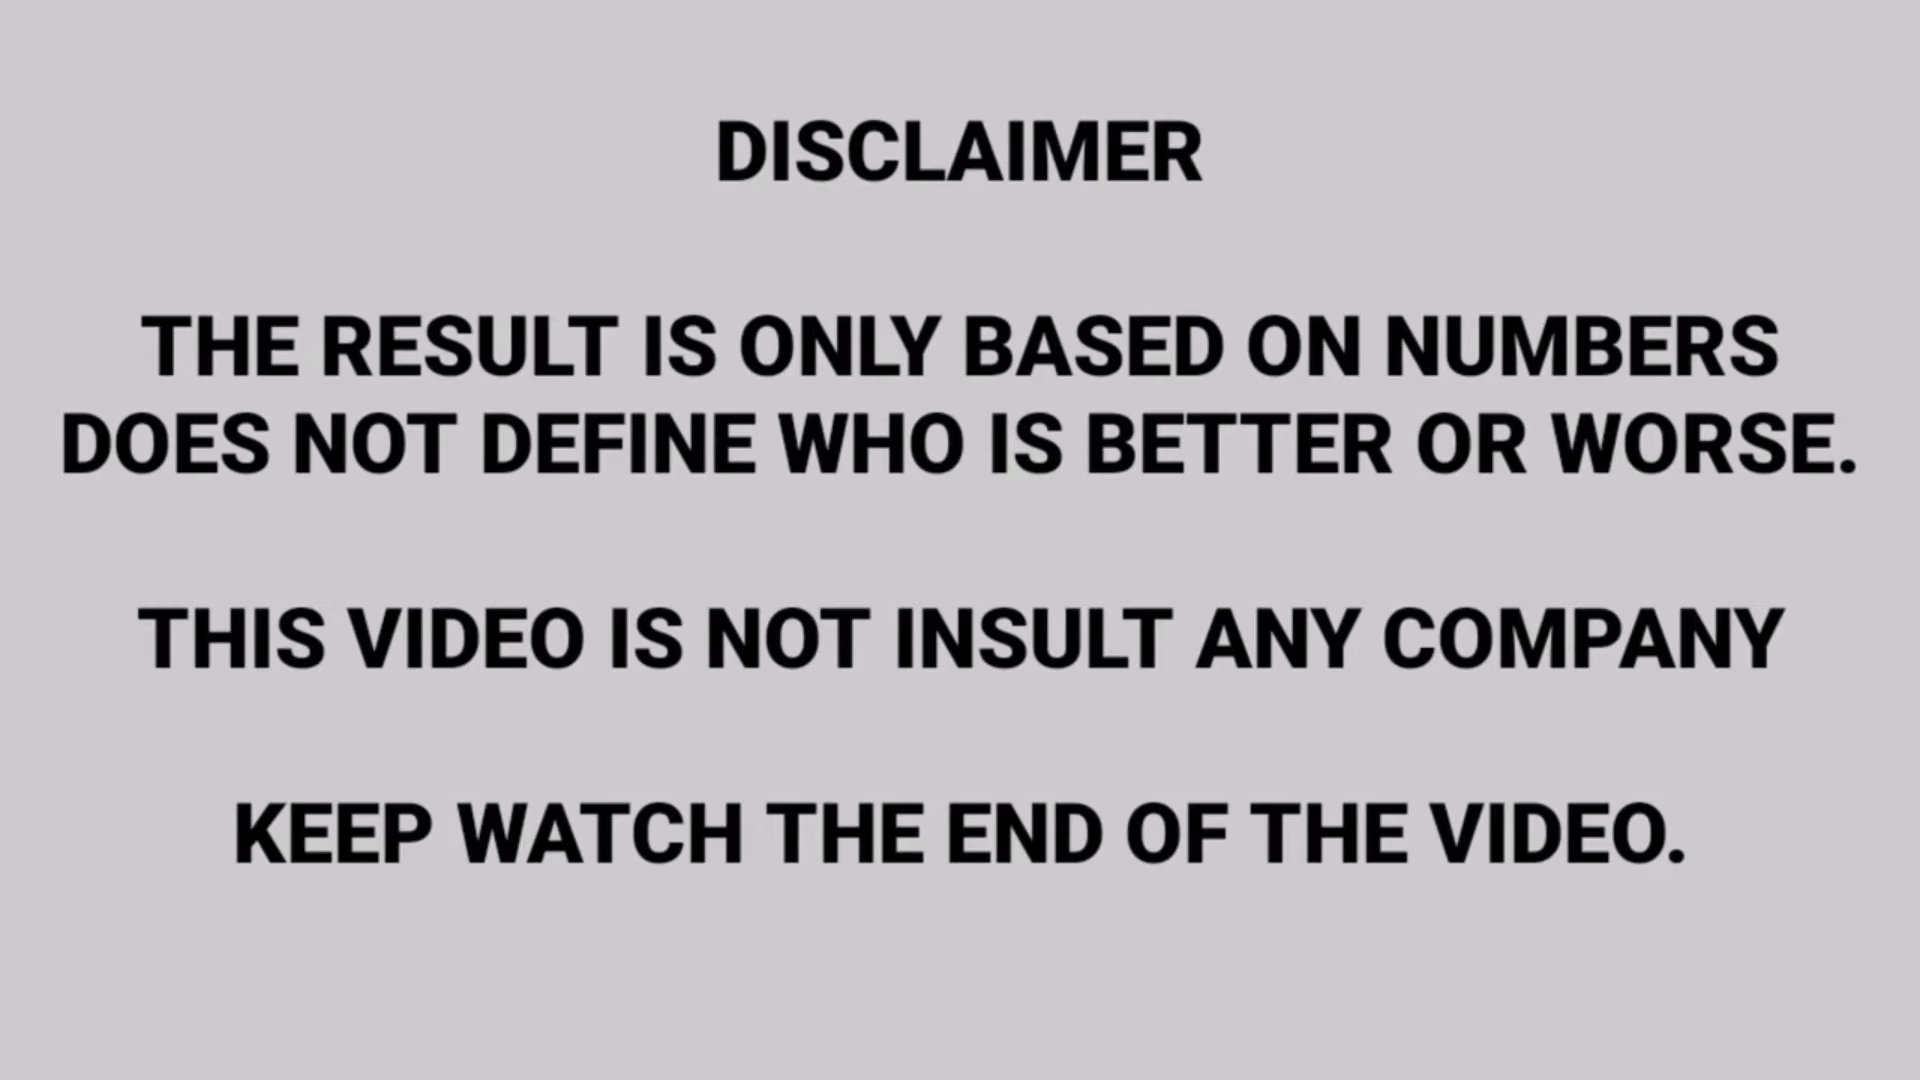 DISCLAIMER
THE RESULT IS ONLY BASED ON NUMBERS
DOES NOT DEFINE WHO IS BETTER OR WORSE.
THIS VIDEO IS NOT INSULT ANY COMPANY
KEEP WATCH THE END OF THE VIDEO.